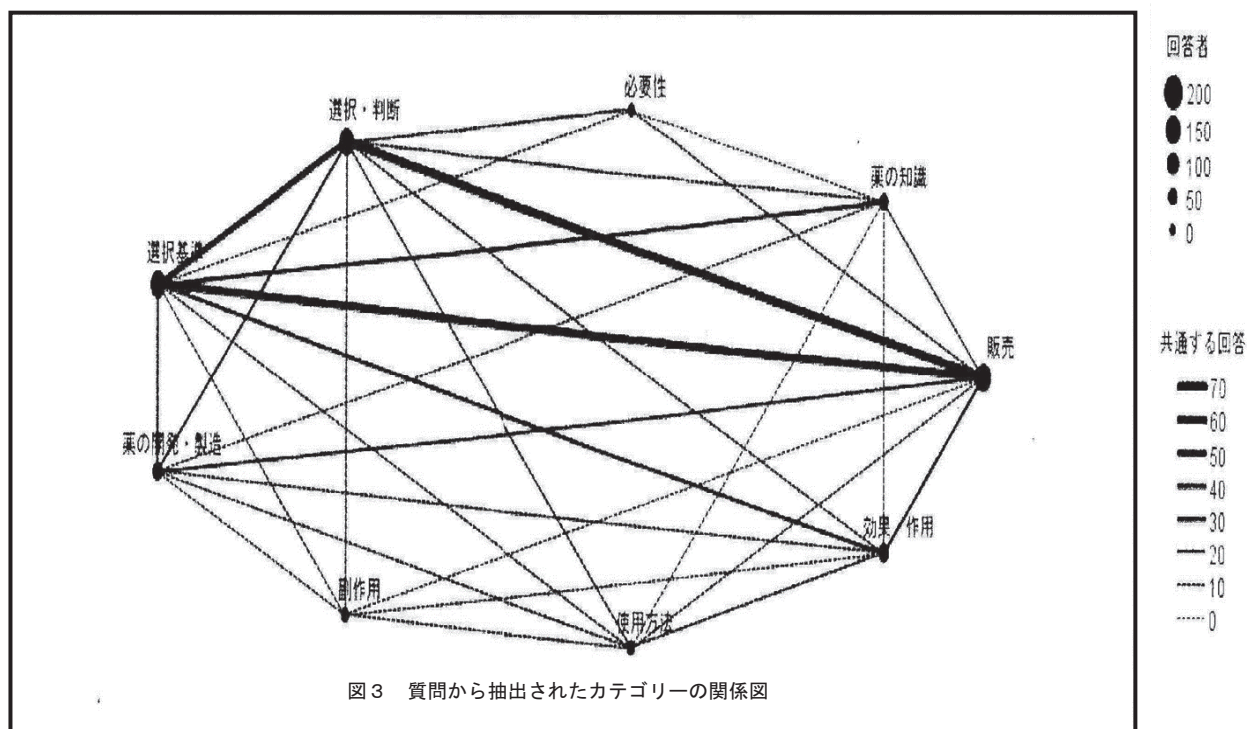 必要性
選択・判断
薬の知識
選択基準
販売
薬の開発・製造
効果 作用
副作用
使用方法
図3 質問から抽出されたカテゴリーの関係図
回答者
200
150
100
50
0
共通する回答
70
60
50
40
30
20
10
0